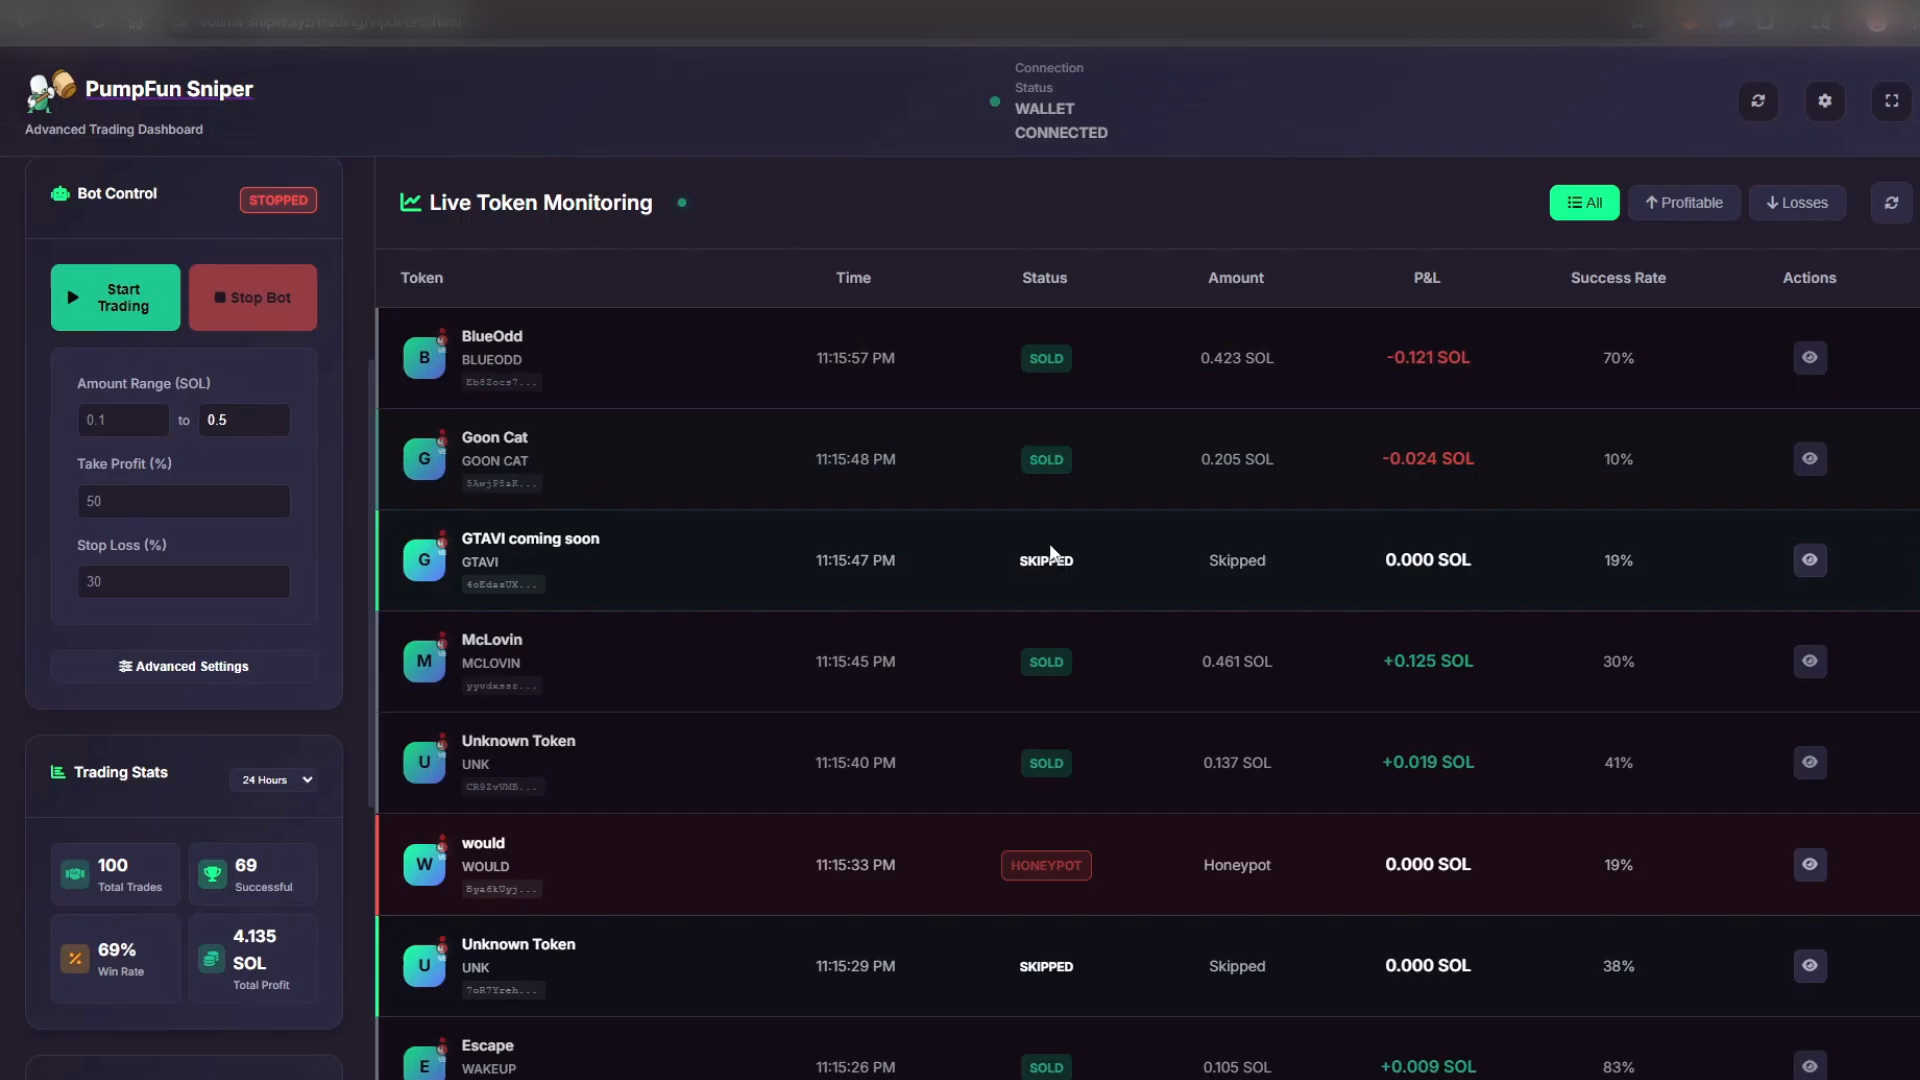 PumpFun Sniper
Advanced Trading Dashboard
Connection
Status
WALLET
CONNECTED
Bot Control
STOPPED
Start
Trading
Stop Bot
Amount Range (SOL)
0.1 to 0.5
Take Profit (%)
50
Stop Loss (%)
30
Advanced Settings
Trading Stats
24 Hours
100
Total Trades
69
Successful
69%
Win Rate
4.135
SOL
Total Profit
Live Token Monitoring
All
Profitable
Losses
Token Time Status Amount P&L Success Rate Actions
B
BlueOdd
BLUEODD
11:15:57 PM SOLD 0.423 SOL -0.121 SOL 70%
G
Goon Cat
GOON CAT
11:15:48 PM SOLD 0.205 SOL -0.024 SOL 10%
G
GTAVI coming soon
GTAVI
11:15:47 PM SKIPPED Skipped 0.000 SOL 19%
M
McLovin
MCLOVIN
11:15:45 PM SOLD 0.461 SOL +0.125 SOL 30%
U
Unknown Token
UNK
11:15:40 PM SOLD 0.137 SOL +0.019 SOL 41%
W
would
WOULD
11:15:33 PM HONEYPOT Honeypot 0.000 SOL 19%
U
Unknown Token
UNK
11:15:29 PM SKIPPED Skipped 0.000 SOL 38%
E
Escape
WAKEUP
11:15:26 PM SOLD 0.105 SOL +0.009 SOL 83%